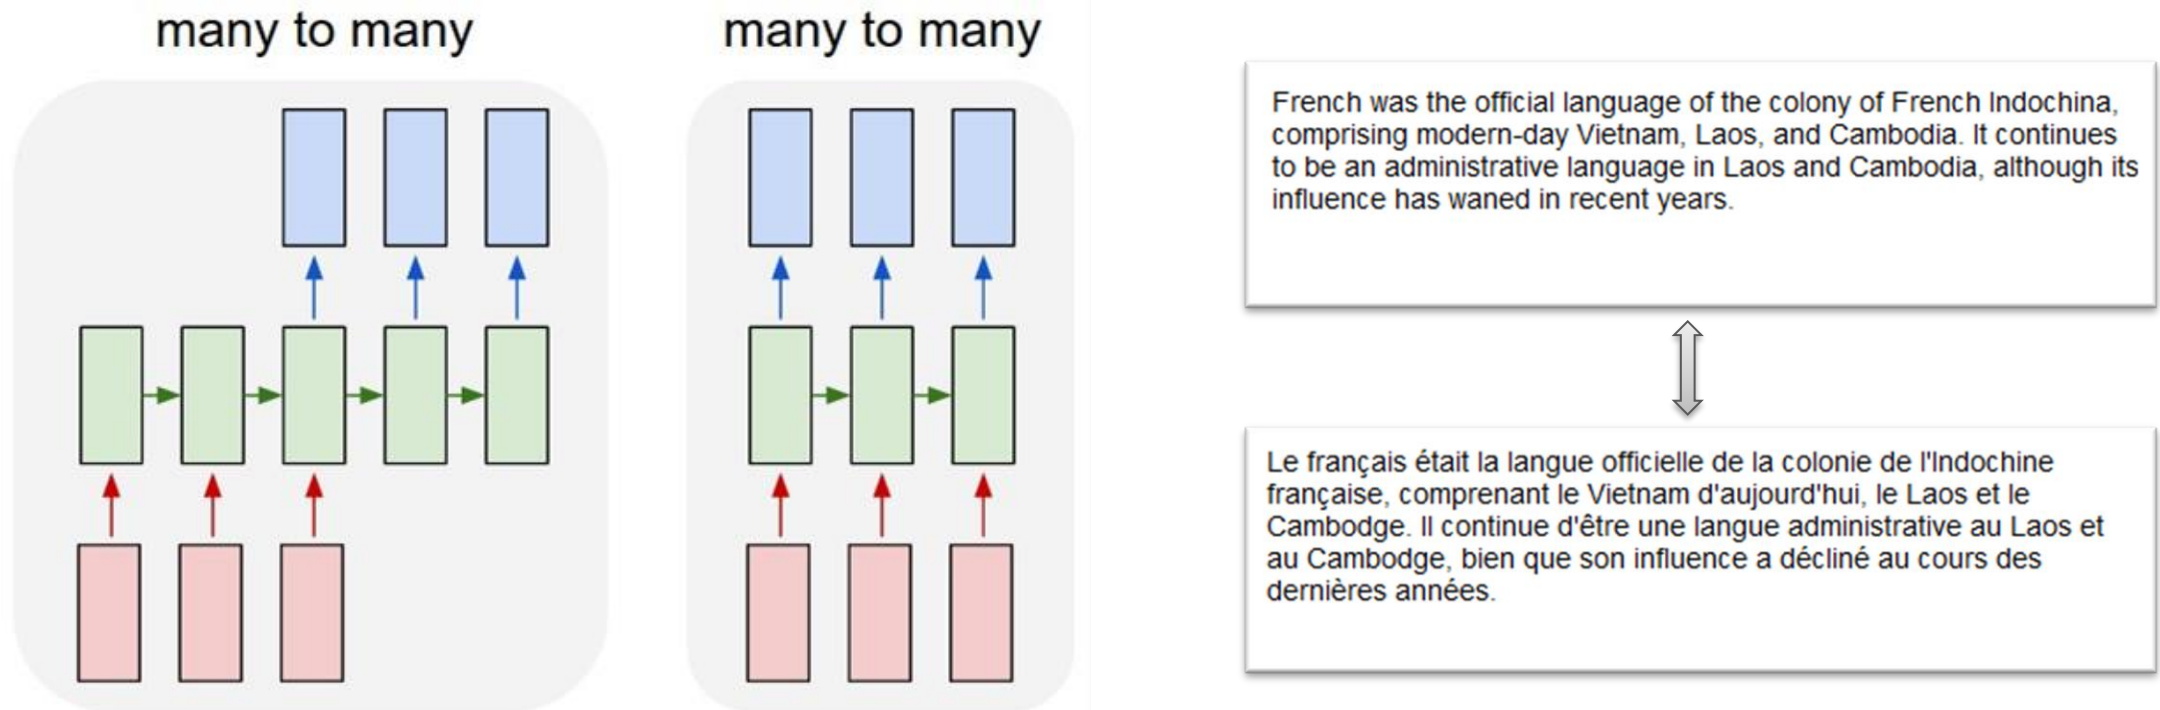 many to many
many to many
French was the official language of the colony of French Indochina,
comprising modern-day Vietnam, Laos, and Cambodia. It continues
to be an administrative language in Laos and Cambodia, although its
influence has waned in recent years.
Le français était la langue officielle de la colonie de l'Indochine
française, comprenant le Vietnam d'aujourd'hui, le Laos et le
Cambodge. Il continue d'être une langue administrative au Laos et
au Cambodge, bien que son influence a décliné au cours des
dernières années.